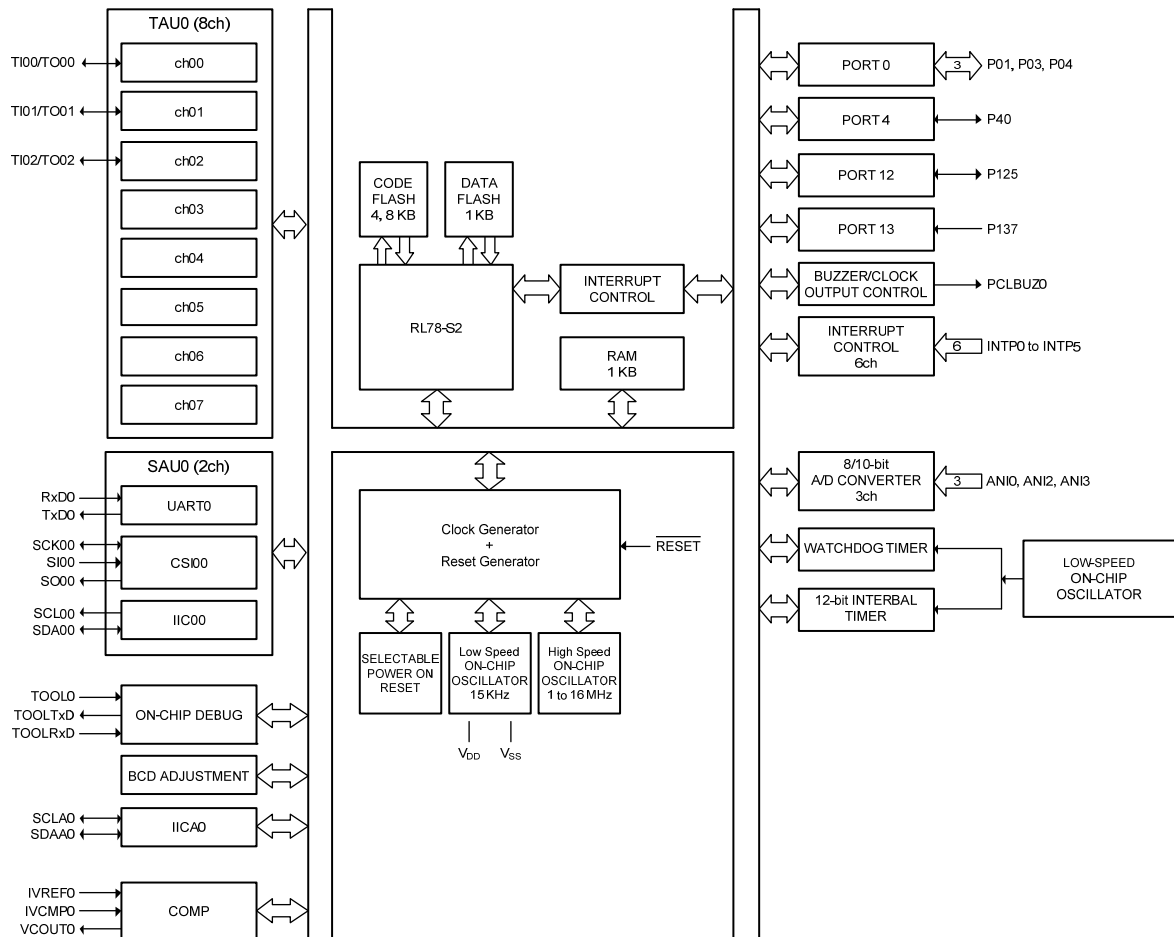 TAU0 (8ch)
TI00/TO00
ch00
TI01/TO01
ch01
TI02/TO02
ch02
ch03
ch04
ch05
ch06
ch07
SAU0 (2ch)
RxD0
TxD0
UART0
SCK00
SI00
SO00
CSI00
SCL00
SDA00
IIC00
TOOL0
TOOLTxD
TOOLRxD
ON-CHIP DEBUG
BCD ADJUSTMENT
SCLA0
SDAA0
IICA0
IVREF0
IVCMP0
VCOUT0
COMP
CODE
FLASH
4, 8 KB
DATA
FLASH
1 KB
RL78-S2
INTERRUPT
CONTROL
RAM
1 KB
Clock Generator
+
Reset Generator
RESET
SELECTABLE
POWER ON
RESET
Low Speed
ON-CHIP
OSCILLATOR
15 KHz
High Speed
ON-CHIP
OSCILLATOR
1 to 16 MHz
VDD
VSS
PORT 0
3
P01, P03, P04
PORT 4
P40
PORT 12
P125
PORT 13
P137
BUZZER/CLOCK
OUTPUT CONTROL
PCLBUZ0
INTERRUPT
CONTROL
6ch
6
INTP0 to INTP5
8/10-bit
A/D CONVERTER
3ch
3
ANI0, ANI2, ANI3
WATCHDOG TIMER
12-bit INTERBAL
TIMER
LOW-SPEED
ON-CHIP
OSCILLATOR